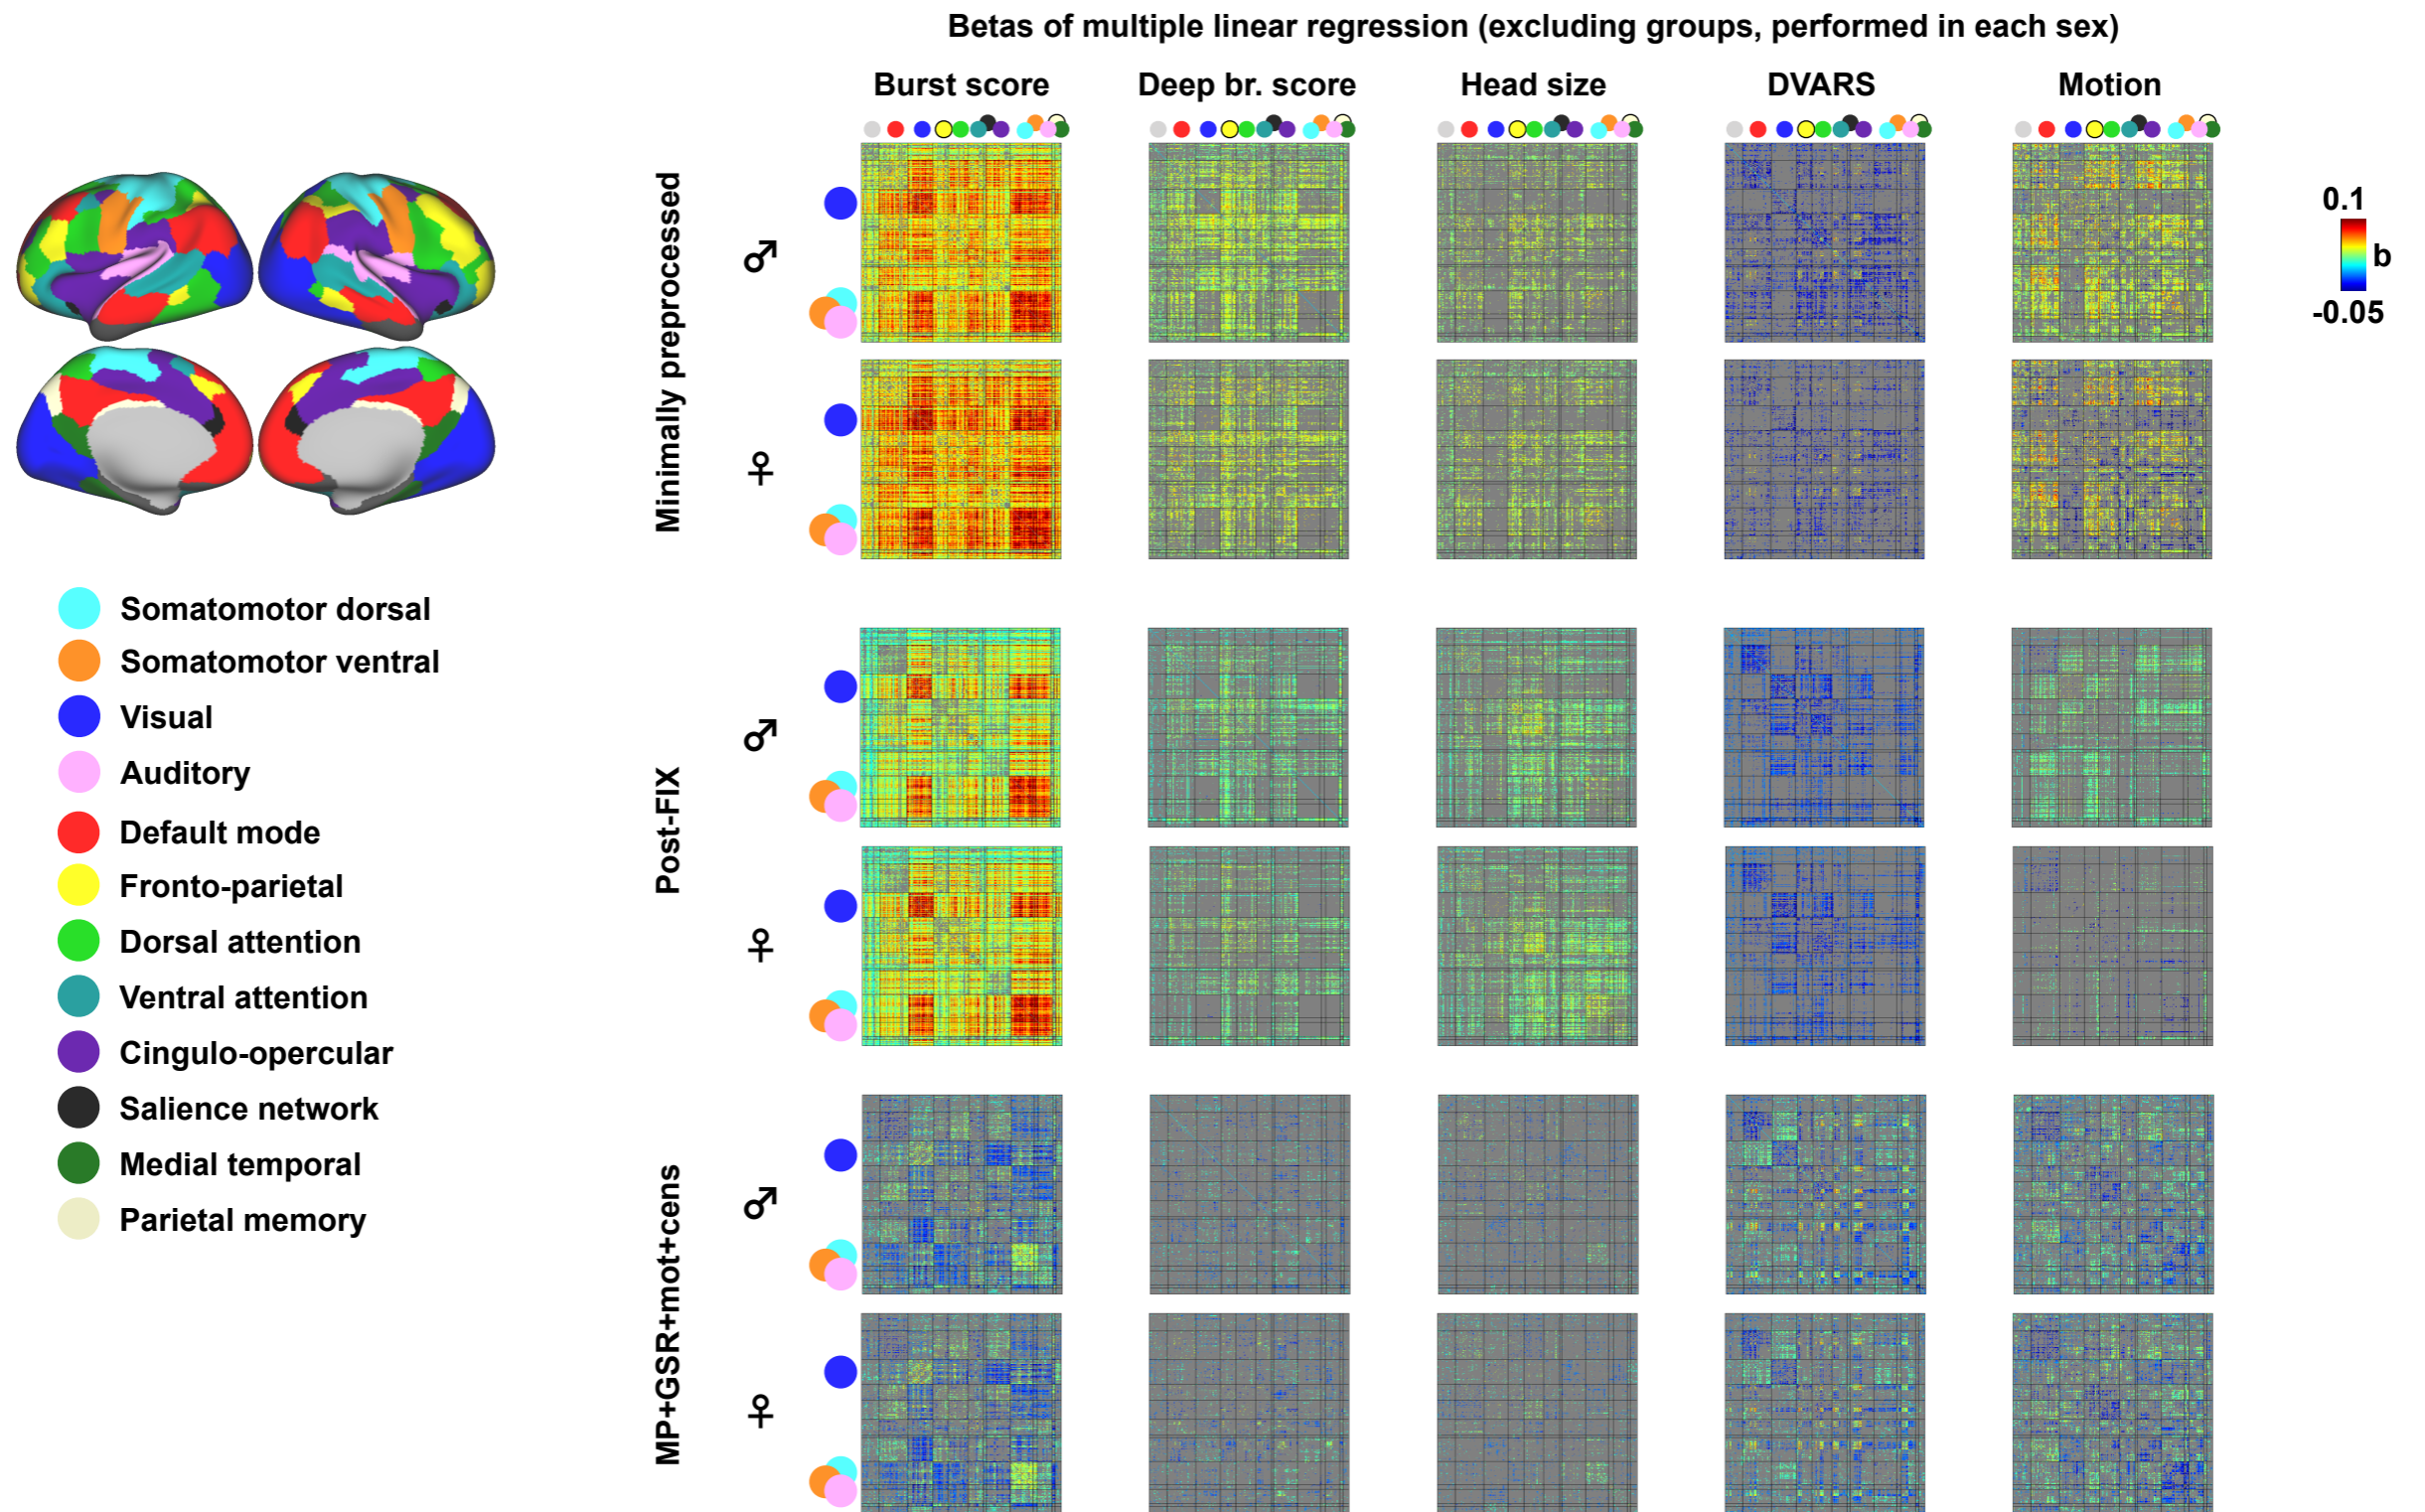 Betas of multiple linear regression (excluding groups, performed in each sex)
Burst score
Deep br. score
Head size
DVARS
Motion
Minimally preprocessed
♂
♀
0.1
b
-0.05
Somatomotor dorsal
Somatomotor ventral
Visual
Auditory
Default mode
Fronto-parietal
Dorsal attention
Ventral attention
Cingulo-opercular
Salience network
Medial temporal
Parietal memory
Post-FIX
♂
♀
MP+GSR+mot+cens
♂
♀